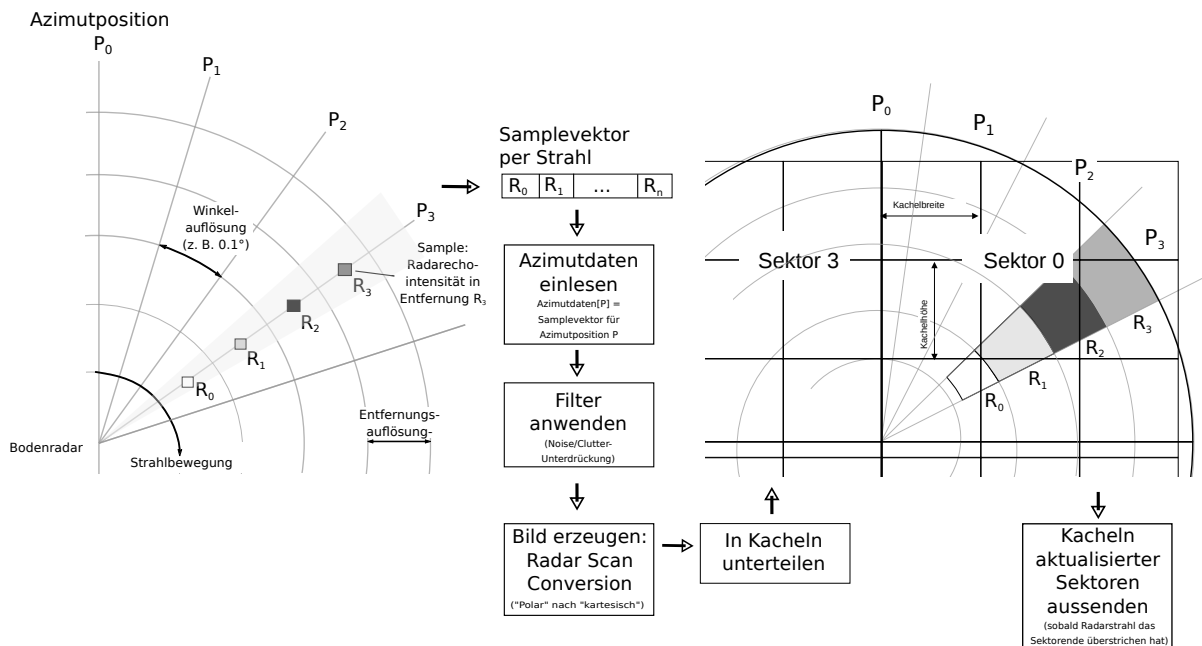 Azimutposition
P0
P1
P2
P3
Winkel-
auflösung
(z. B. 0.1°)
Sample:
Radarecho-
intensität in
Entfernung R3
R3
R2
R1
R0
Entfernungs-
auflösung-
Bodenradar
Strahlbewegung
Samplevektor
per Strahl
R0 R1 ... Rn
Azimutdaten
einlesen
Azimutdaten[P] =
Samplevektor für
Azimutposition P
Filter
anwenden
(Noise/Clutter-
Unterdrückung)
Bild erzeugen:
Radar Scan
Conversion
("Polar" nach "kartesisch")
In Kacheln
unterteilen
P0
P1
P2
P3
Kachelbreite
Sektor 3
Sektor 0
Kachelhöhe
R3
R2
R1
R0
Kacheln
aktualisierter
Sektoren
aussenden
(sobald Radarstrahl das
Sektorende überstrichen hat)